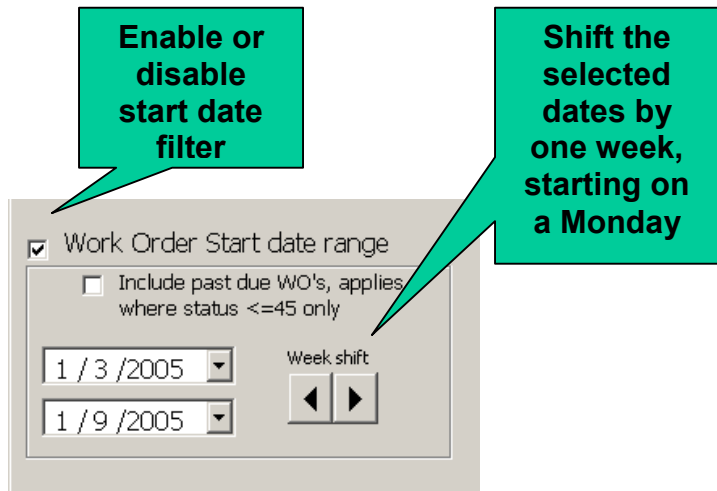 Enable or
disable
start date
filter
Shift the
selected
dates by
one week,
starting on
a Monday
Work Order Start date range
Include past due WO's, applies
where status <=45 only
1 / 3 /2005
Week shift
1 / 9 /2005